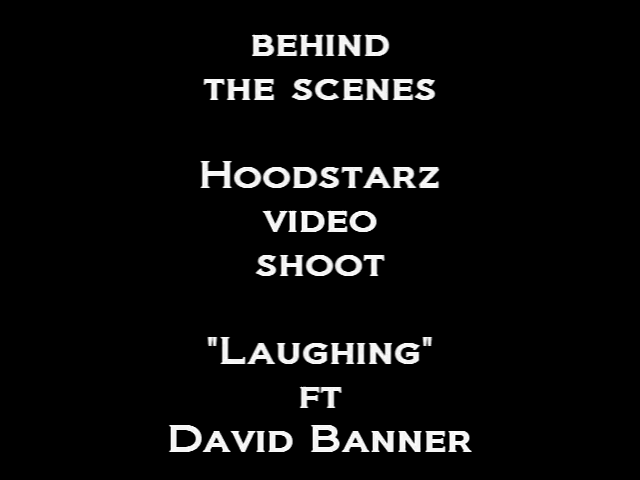 BEHIND
THE SCENES
HOODSTARZ
VIDEO
SHOOT
"LAUGHING"
FT
DAVID BANNER